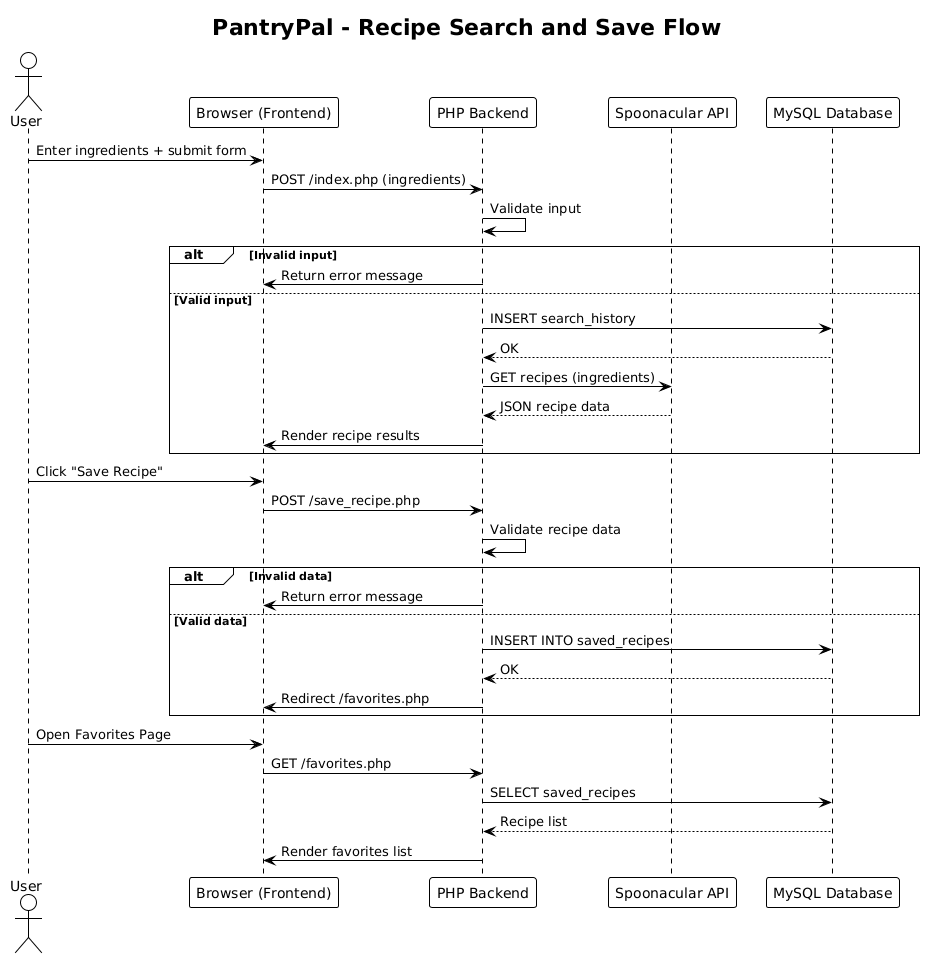 PantryPal - Recipe Search and Save Flow
User
Browser (Frontend)
PHP Backend
Spoonacular API
MySQL Database
Enter ingredients + submit form
POST /index.php (ingredients)
Validate input
alt
[Invalid input]
Return error message
[Valid input]
INSERT search_history
OK
GET recipes (ingredients)
JSON recipe data
Render recipe results
Click "Save Recipe"
POST /save_recipe.php
Validate recipe data
alt
[Invalid data]
Return error message
[Valid data]
INSERT INTO saved_recipes
OK
Redirect /favorites.php
Open Favorites Page
GET /favorites.php
SELECT saved_recipes
Recipe list
Render favorites list
User
Browser (Frontend)
PHP Backend
Spoonacular API
MySQL Database